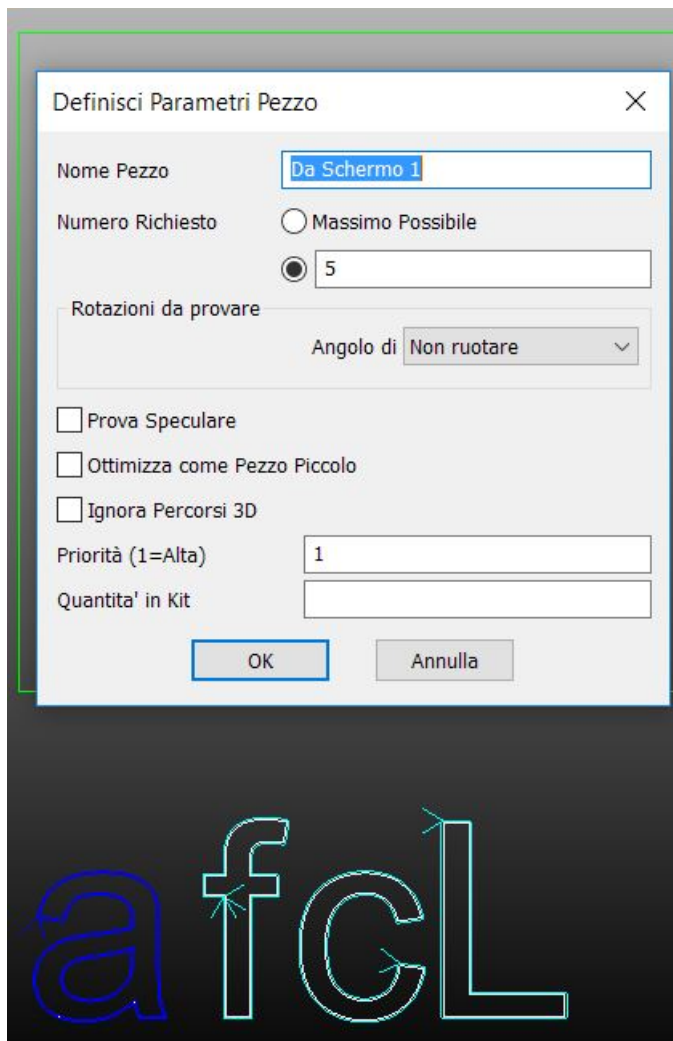 Definisci Parametri Pezzo
Nome Pezzo Da Schermo 1
Numero Richiesto Massimo Possibile
5
Rotazioni da provare
Angolo di Non ruotare
Prova Speculare
Ottimizza come Pezzo Piccolo
Ignora Percorsi 3D
Priorità (1=Alta) 1
Quantita' in Kit
OK Annulla
afcL